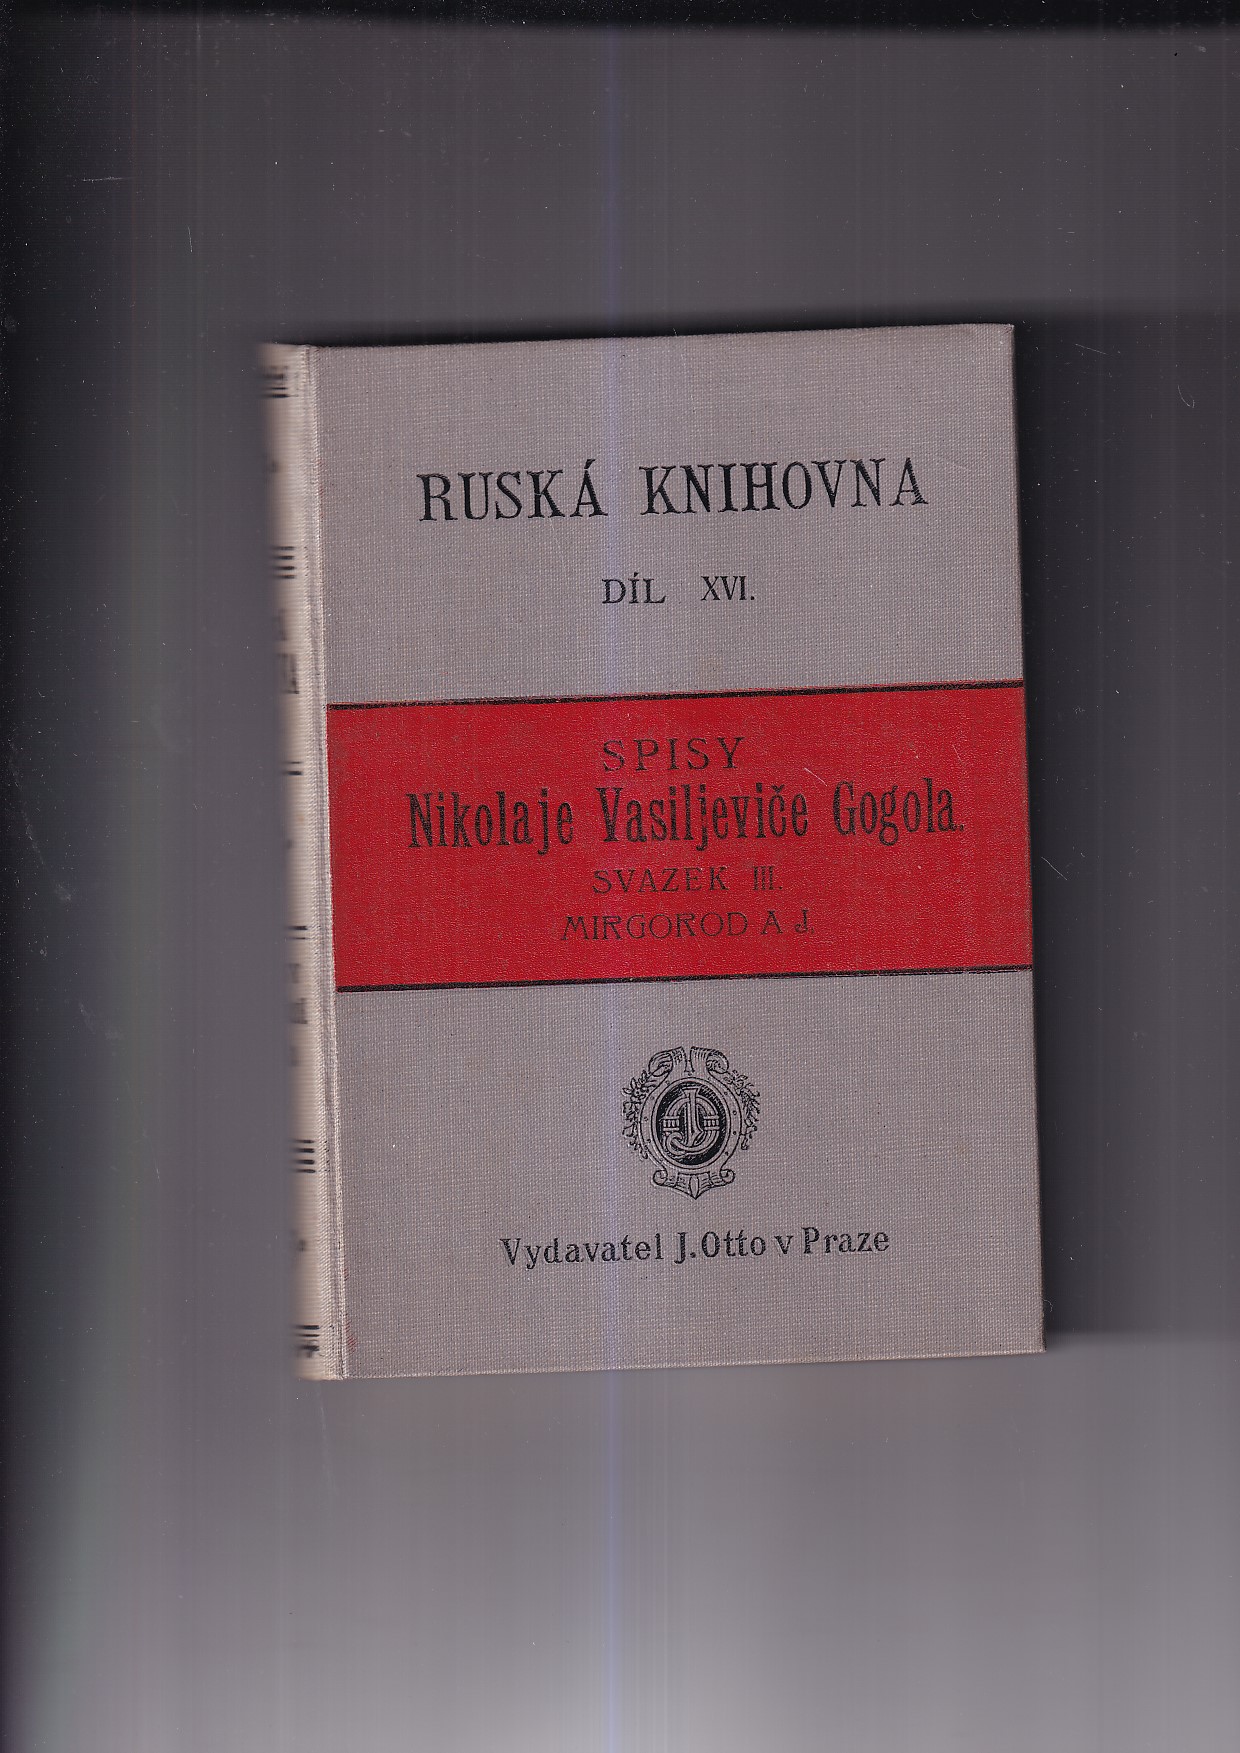 RUSKÁ KNIHOVNA
DÍL XVI.
SPISY
Nikolaje Vasiljeviče Gogola.
SVAZEK III.
MIRGOROD A J.
Vydavatel J. Otto v Praze